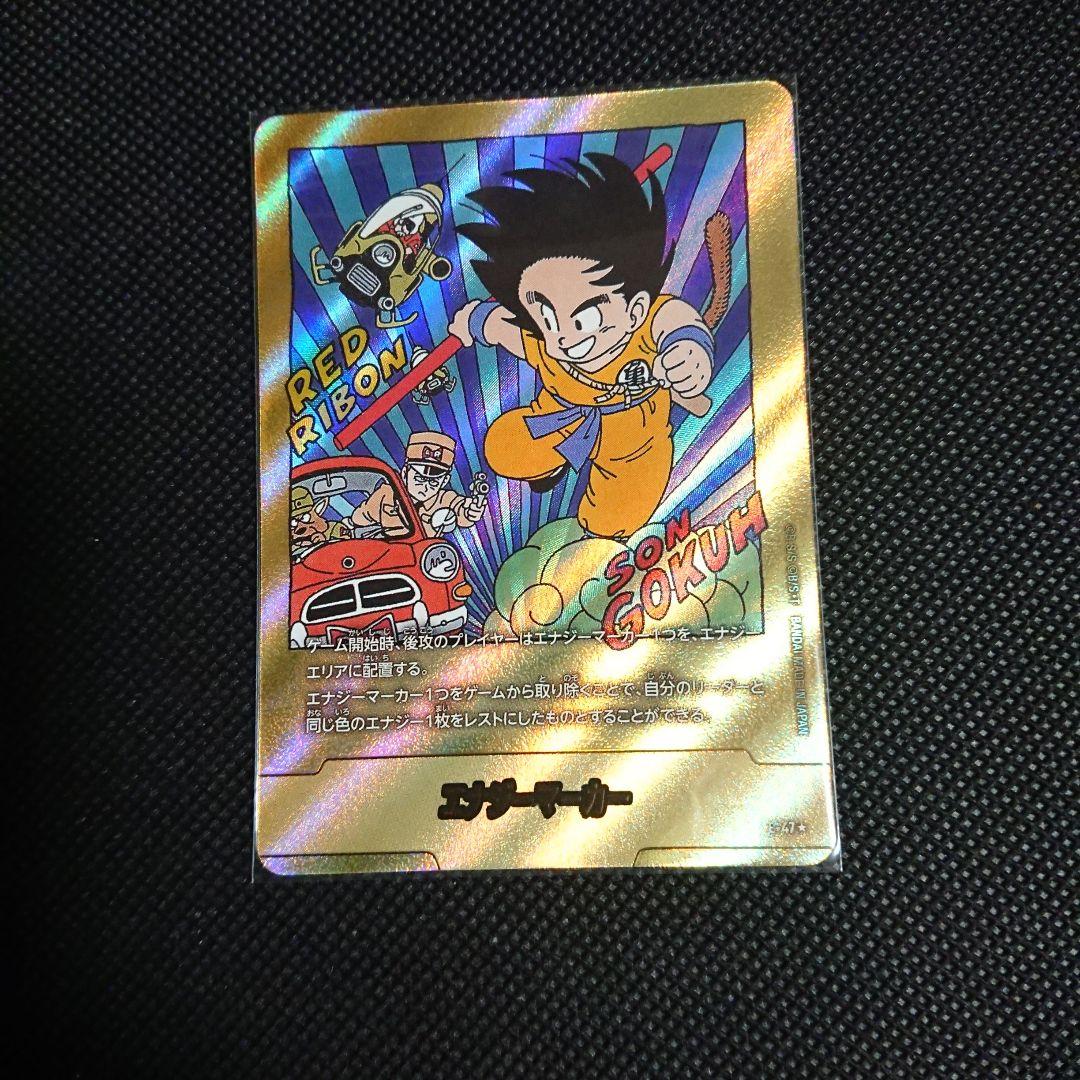 RED
RIBON
SON
GOKUH
ゲーム開始時、後攻のプレイヤーはエナジーマーカー1つを、エナジー
エリアに配置する。
エナジーマーカー1つをゲームから取り除くことで、自分のリーダーと
同じ色のエナジー1枚をレストにしたものとすることができる。
エナジーマーカー
E-47★
©B/S・T BANDAI MADE IN JAPAN
亀